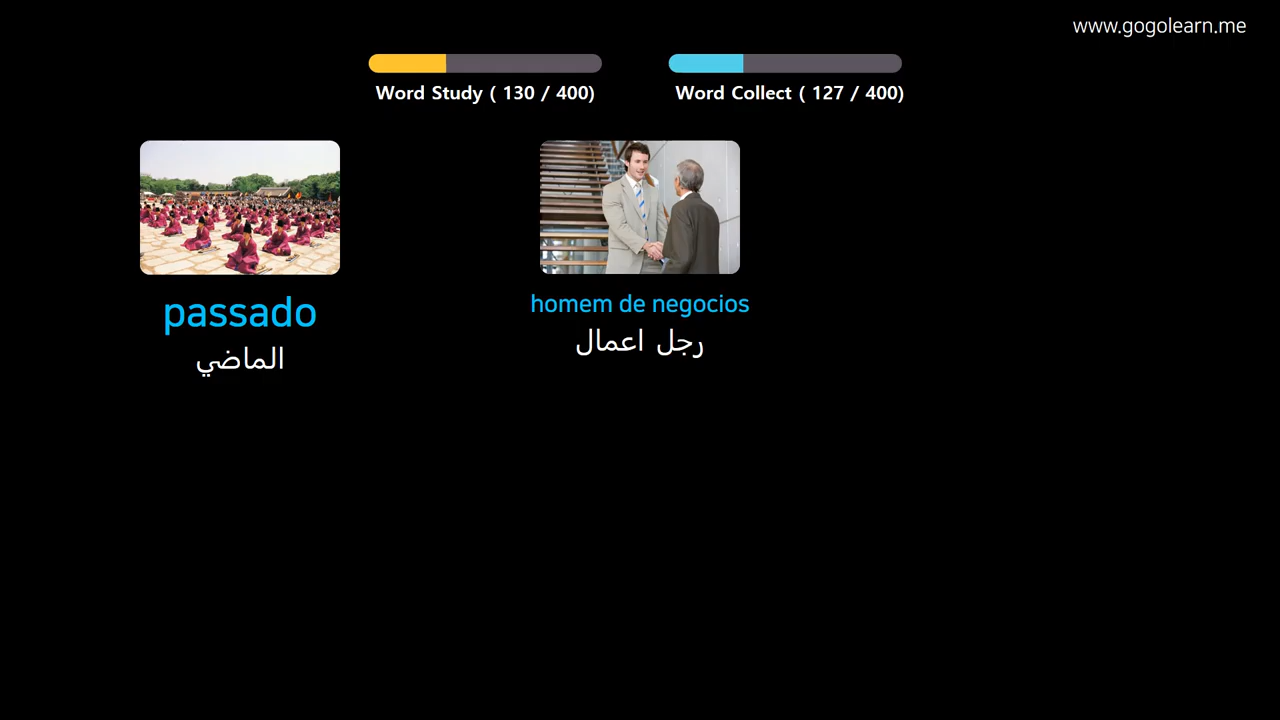 www.gogolearn.me
Word Study ( 130 / 400)
Word Collect ( 127 / 400)
passado
الماضي
homem de negocios
رجل اعمال